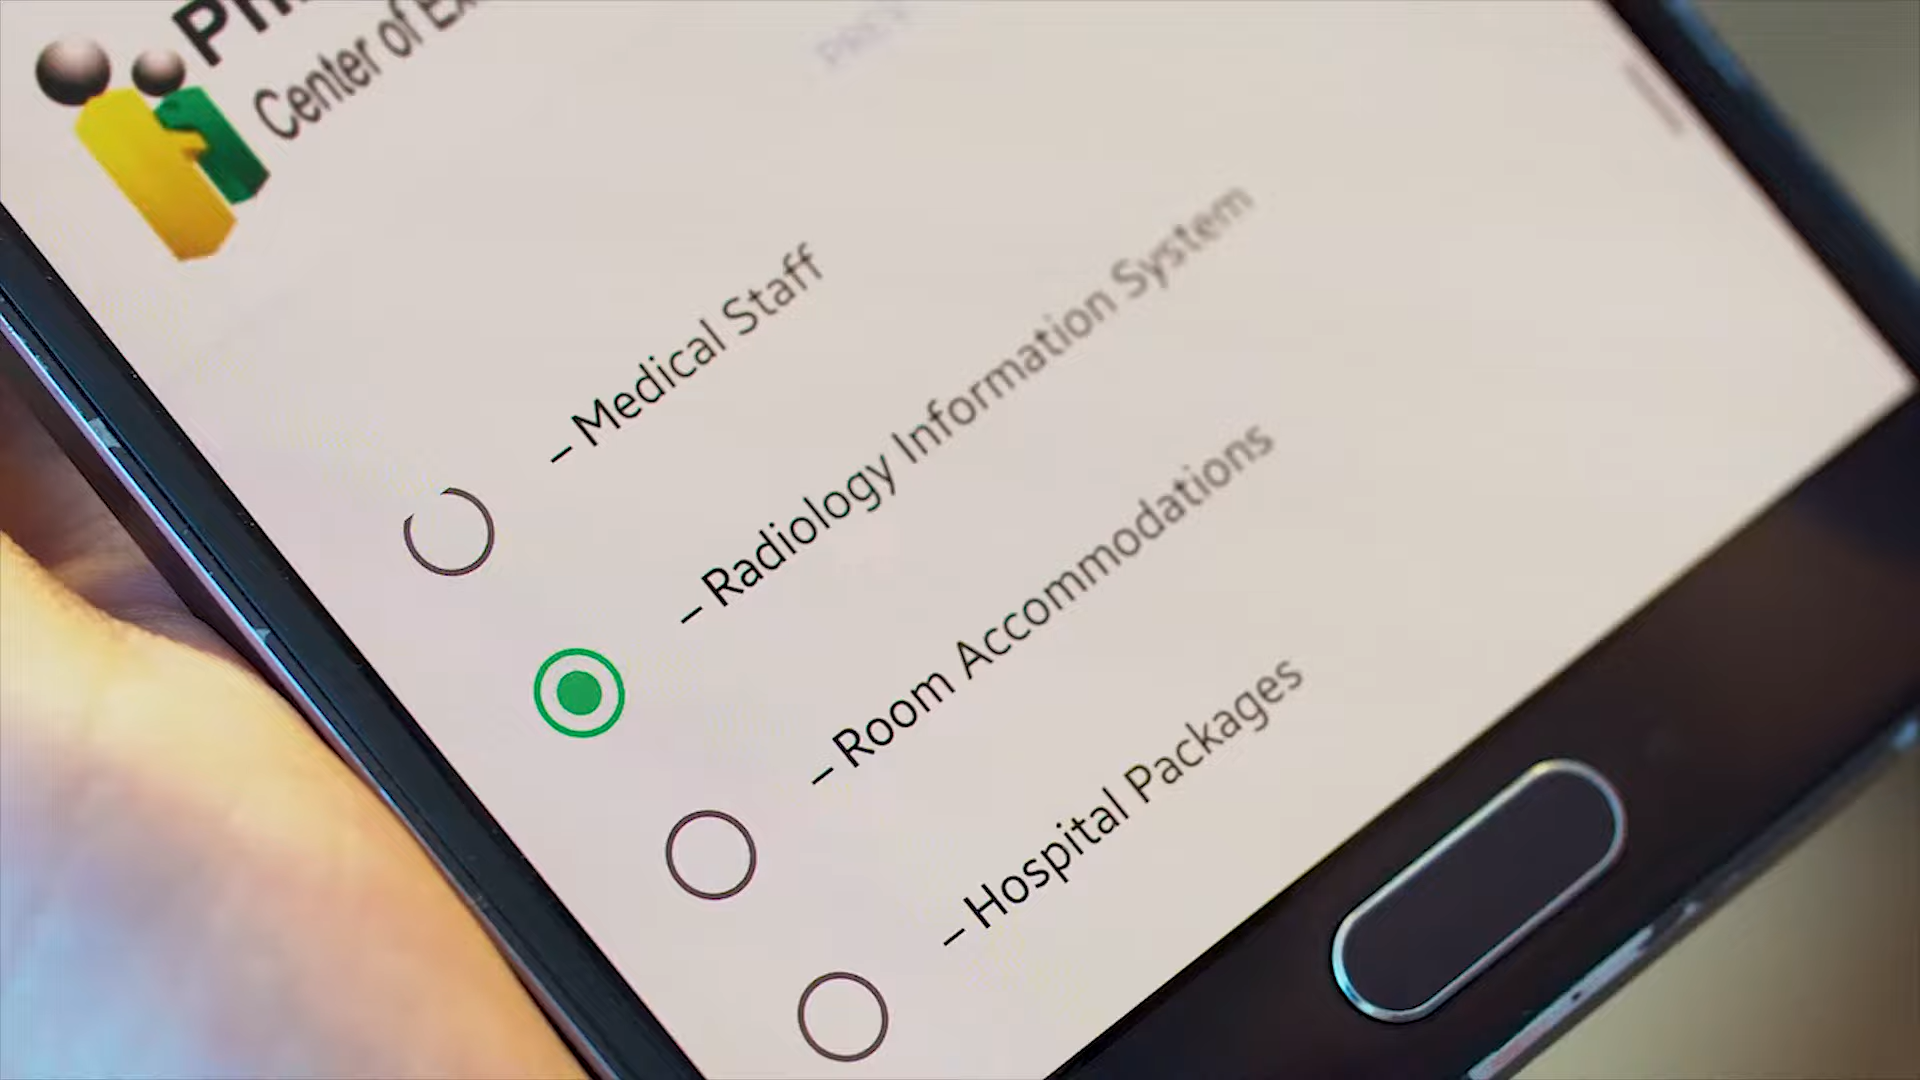 Center of
– Medical Staff
– Radiology Information System
– Room Accommodations
– Hospital Packages